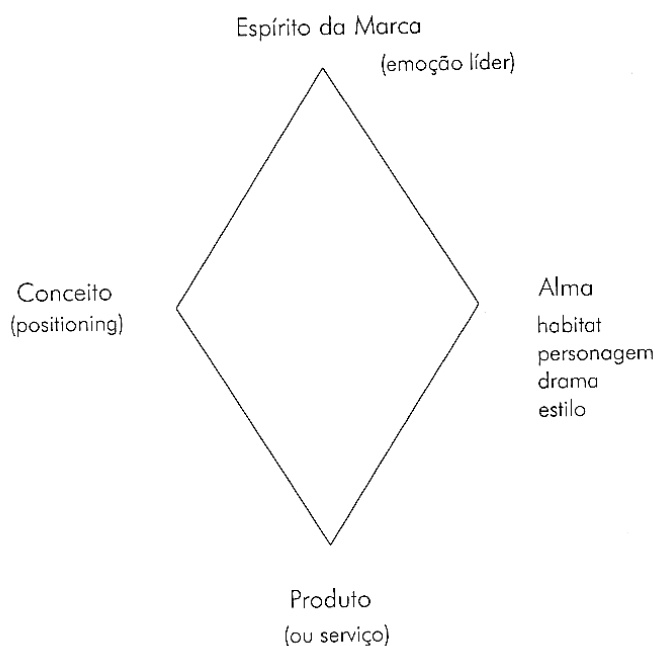 Espírito da Marca
(emoção líder)
Conceito
(positioning)
Alma
habitat
personagem
drama
estilo
Produto
(ou serviço)